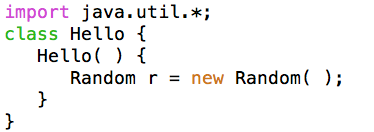 import java.util.*;
class Hello {
   Hello( ) {
      Random r = new Random( );
   }
}